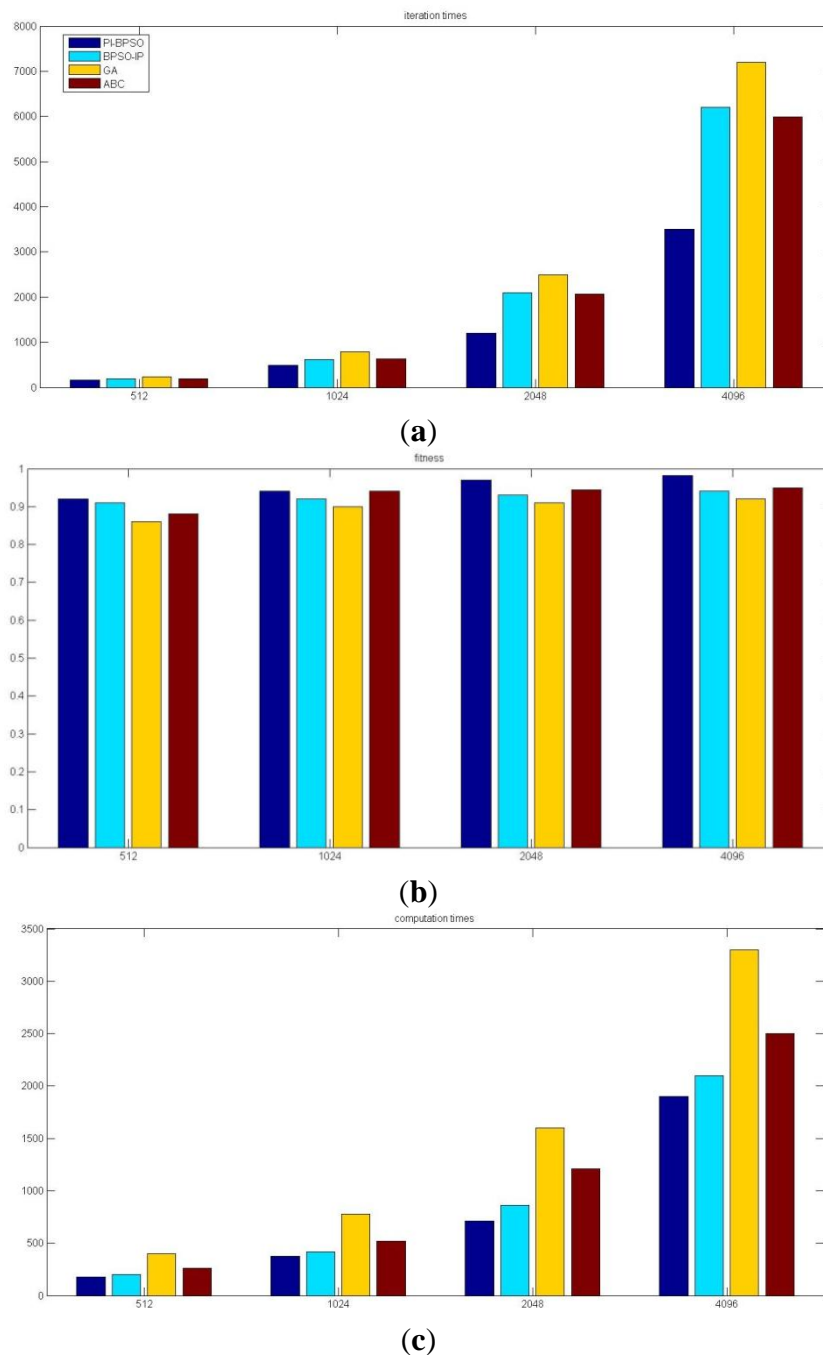 iteration times
8000
7000
6000
5000
4000
3000
2000
1000
0
PI-BPSO
BPSO-IP
GA
ABC
512 1024 2048 4096
(a)
fitness
1
0.9
0.8
0.7
0.6
0.5
0.4
0.3
0.2
0.1
0
512 1024 2048 4096
(b)
computation times
3500
3000
2500
2000
1500
1000
500
0
512 1024 2048 4096
(c)